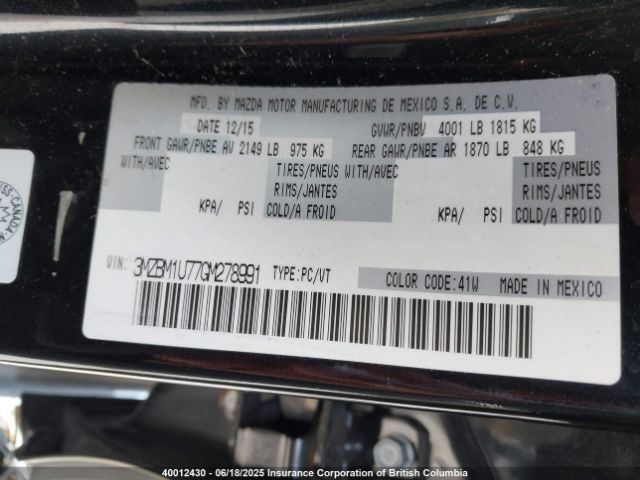 MFD. BY MAZDA MOTOR MANUFACTURING DE MEXICO S.A. DE C.V.
DATE 12/15 GVWR/PNBV 4001 LB 1815 KG
FRONT GAWR/PNBE AV 2149 LB 975 KG REAR GAWR/PNBE AR 1870 LB 848 KG
WITH/AVEC TIRES/PNEUS WITH/AVEC TIRES/PNEUS
RIMS/JANTES RIMS/JANTES
KPA/ PSI COLD/A FROID KPA/ PSI COLD/A FROID
VIN: 3MZBM1U77GM278991 TYPE:PC/VT COLOR CODE:41W MADE IN MEXICO
CANADA
40012430 - 06/18/2025 Insurance Corporation of British Columbia